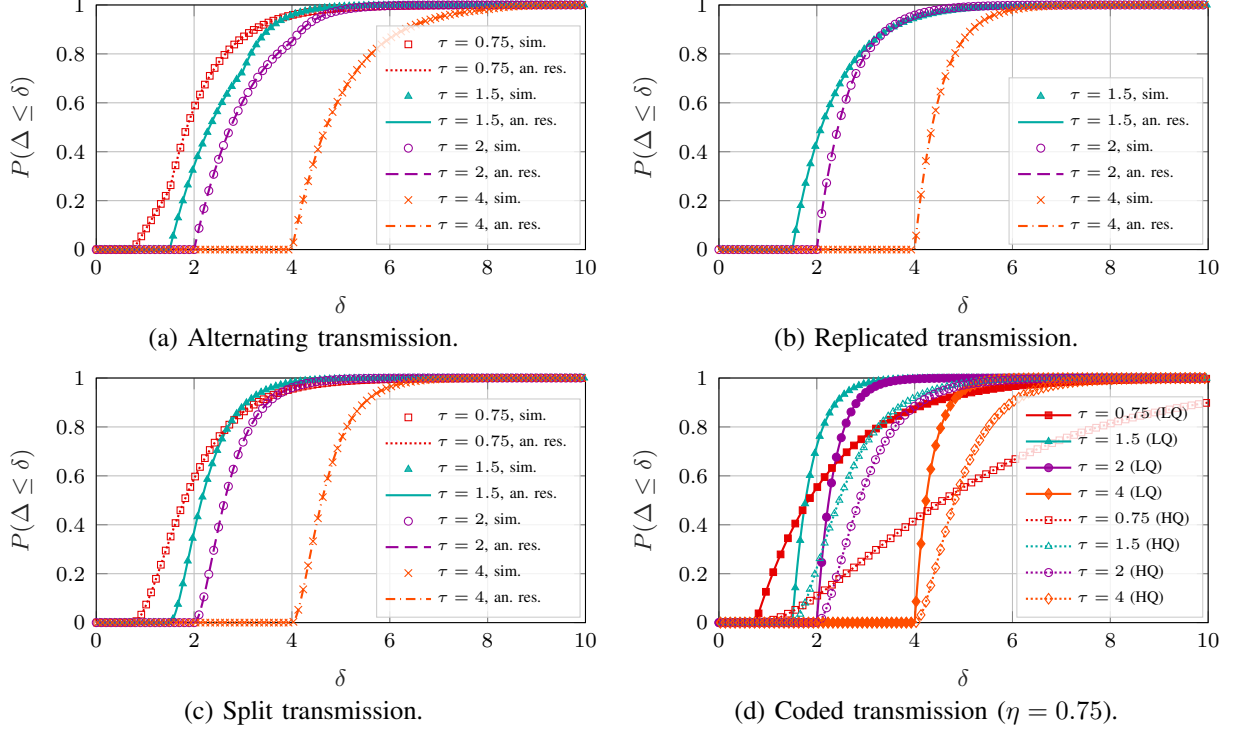 1
0.8
0.6
0.4
0.2
0
P(Δ ≤ δ)
0 2 4 6 8 10
δ
τ = 0.75, sim.
τ = 0.75, an. res.
τ = 1.5, sim.
τ = 1.5, an. res.
τ = 2, sim.
τ = 2, an. res.
τ = 4, sim.
τ = 4, an. res.
(a) Alternating transmission.
1
0.8
0.6
0.4
0.2
0
P(Δ ≤ δ)
0 2 4 6 8 10
δ
τ = 1.5, sim.
τ = 1.5, an. res.
τ = 2, sim.
τ = 2, an. res.
τ = 4, sim.
τ = 4, an. res.
(b) Replicated transmission.
1
0.8
0.6
0.4
0.2
0
P(Δ ≤ δ)
0 2 4 6 8 10
δ
τ = 0.75, sim.
τ = 0.75, an. res.
τ = 1.5, sim.
τ = 1.5, an. res.
τ = 2, sim.
τ = 2, an. res.
τ = 4, sim.
τ = 4, an. res.
(c) Split transmission.
1
0.8
0.6
0.4
0.2
0
P(Δ ≤ δ)
0 2 4 6 8 10
δ
τ = 0.75 (LQ)
τ = 1.5 (LQ)
τ = 2 (LQ)
τ = 4 (LQ)
τ = 0.75 (HQ)
τ = 1.5 (HQ)
τ = 2 (HQ)
τ = 4 (HQ)
(d) Coded transmission (η = 0.75).